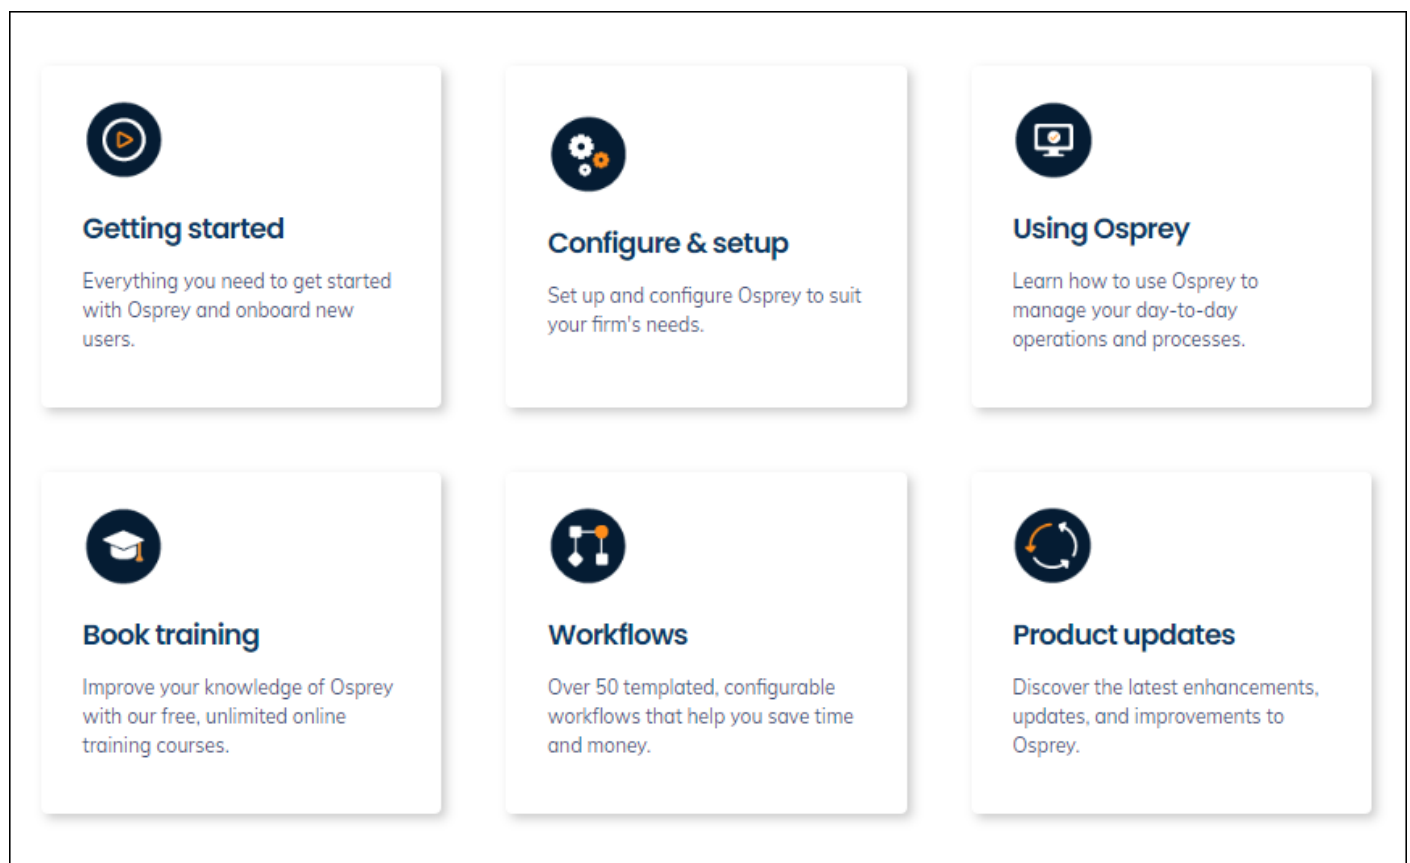 Getting started
Everything you need to get started
with Osprey and onboard new
users.
Configure & setup
Set up and configure Osprey to suit
your firm's needs.
Using Osprey
Learn how to use Osprey to
manage your day-to-day
operations and processes.
Book training
Improve your knowledge of Osprey
with our free, unlimited online
training courses.
Workflows
Over 50 templated, configurable
workflows that help you save time
and money.
Product updates
Discover the latest enhancements,
updates, and improvements to
Osprey.